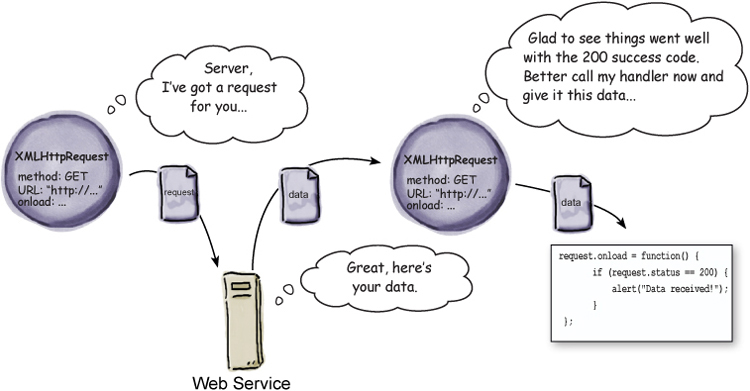 Server,
I've got a request
for you...
Glad to see things went well
with the 200 success code.
Better call my handler now and
give it this data...
XMLHttpRequest
method: GET
URL: "http://..."
onload: ...
request
data
XMLHttpRequest
method: GET
URL: "http://..."
onload: ...
data
Great, here's
your data.
Web Service
request.onload = function() {
if (request.status == 200) {
alert("Data received!");
}
};